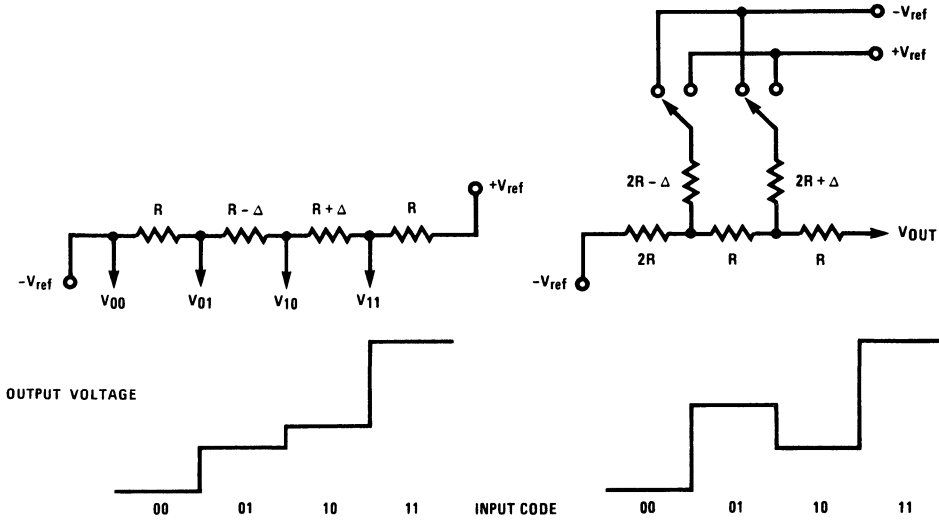 −Vref
+Vref
2R − Δ
2R + Δ
+Vref
R
R − Δ
R + Δ
R
VOUT
2R
R
R
−Vref
−Vref
V00
V01
V10
V11
OUTPUT VOLTAGE
00
01
10
11
INPUT CODE
00
01
10
11